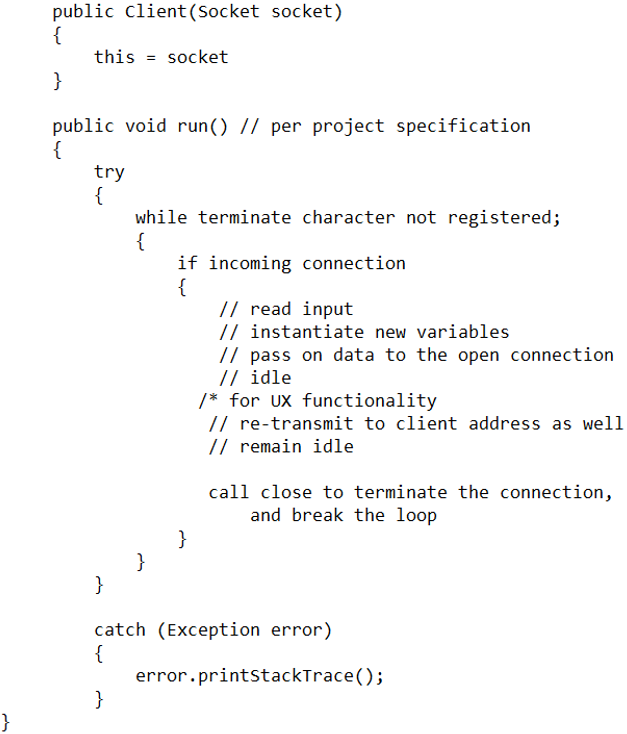 public Client(Socket socket)
{
this = socket
}
public void run() // per project specification
{
try
{
while terminate character not registered;
{
if incoming connection
{
// read input
// instantiate new variables
// pass on data to the open connection
// idle
/* for UX functionality
// re-transmit to client address as well
// remain idle
call close to terminate the connection,
and break the loop
}
}
}
catch (Exception error)
{
error.printStackTrace();
}
}